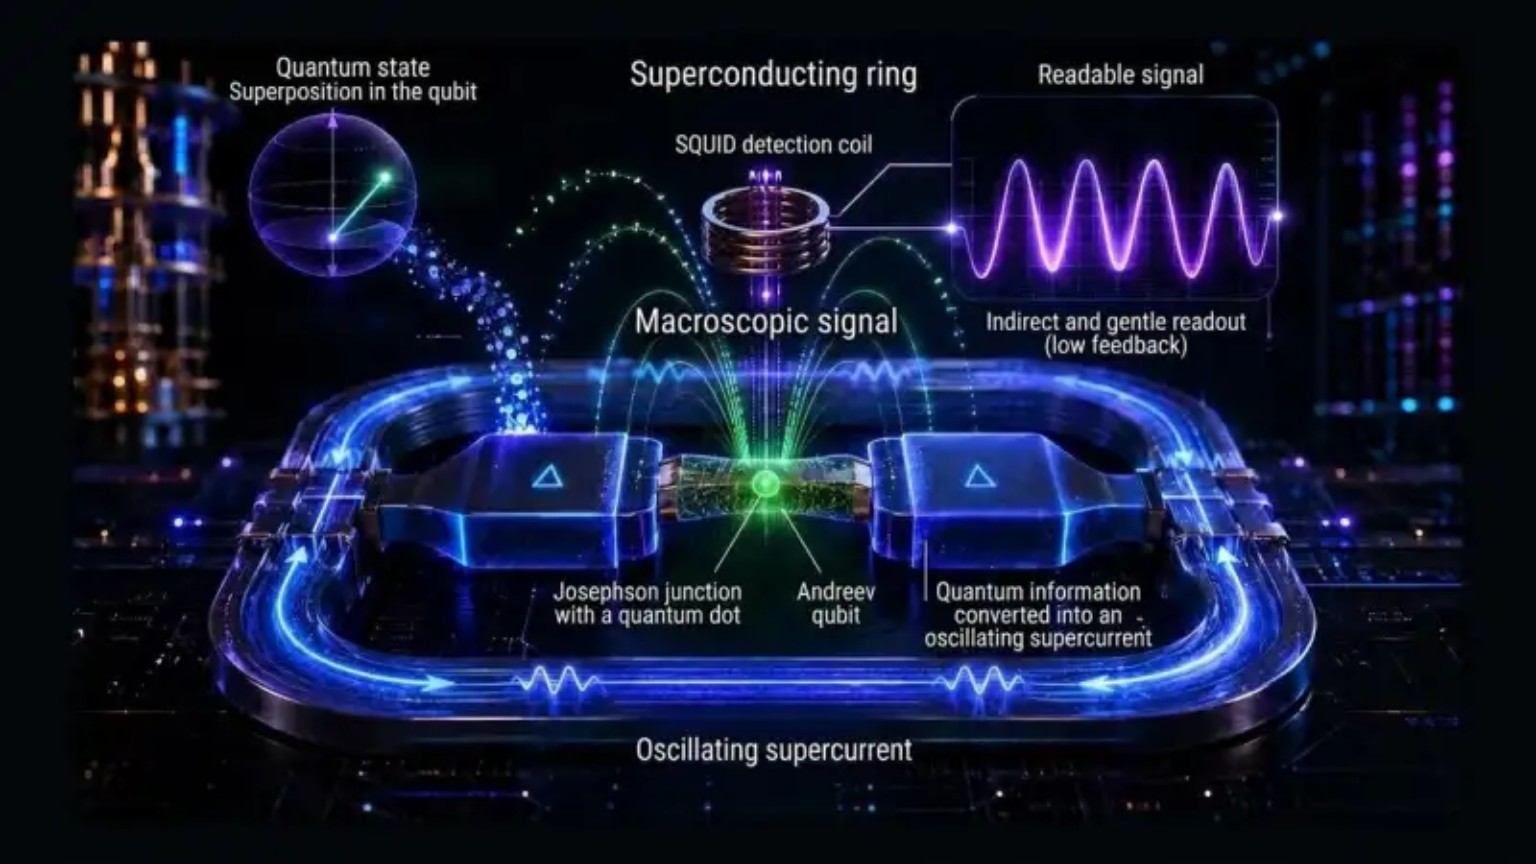 Quantum state
Superposition in the qubit
Superconducting ring
SQUID detection coil
Readable signal
Macroscopic signal
Indirect and gentle readout
(low feedback)
Josephson junction
with a quantum dot
Andreev
qubit
Quantum information
converted into an
oscillating supercurrent
Oscillating supercurrent